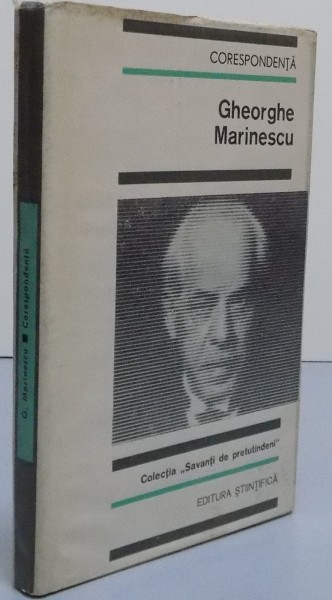 CORESPONDENȚĂ
Gheorghe
Marinescu
Colecția „Savanți de pretutindeni"
EDITURA ȘTIINȚIFICĂ
G. Marinescu ■ Corespondență